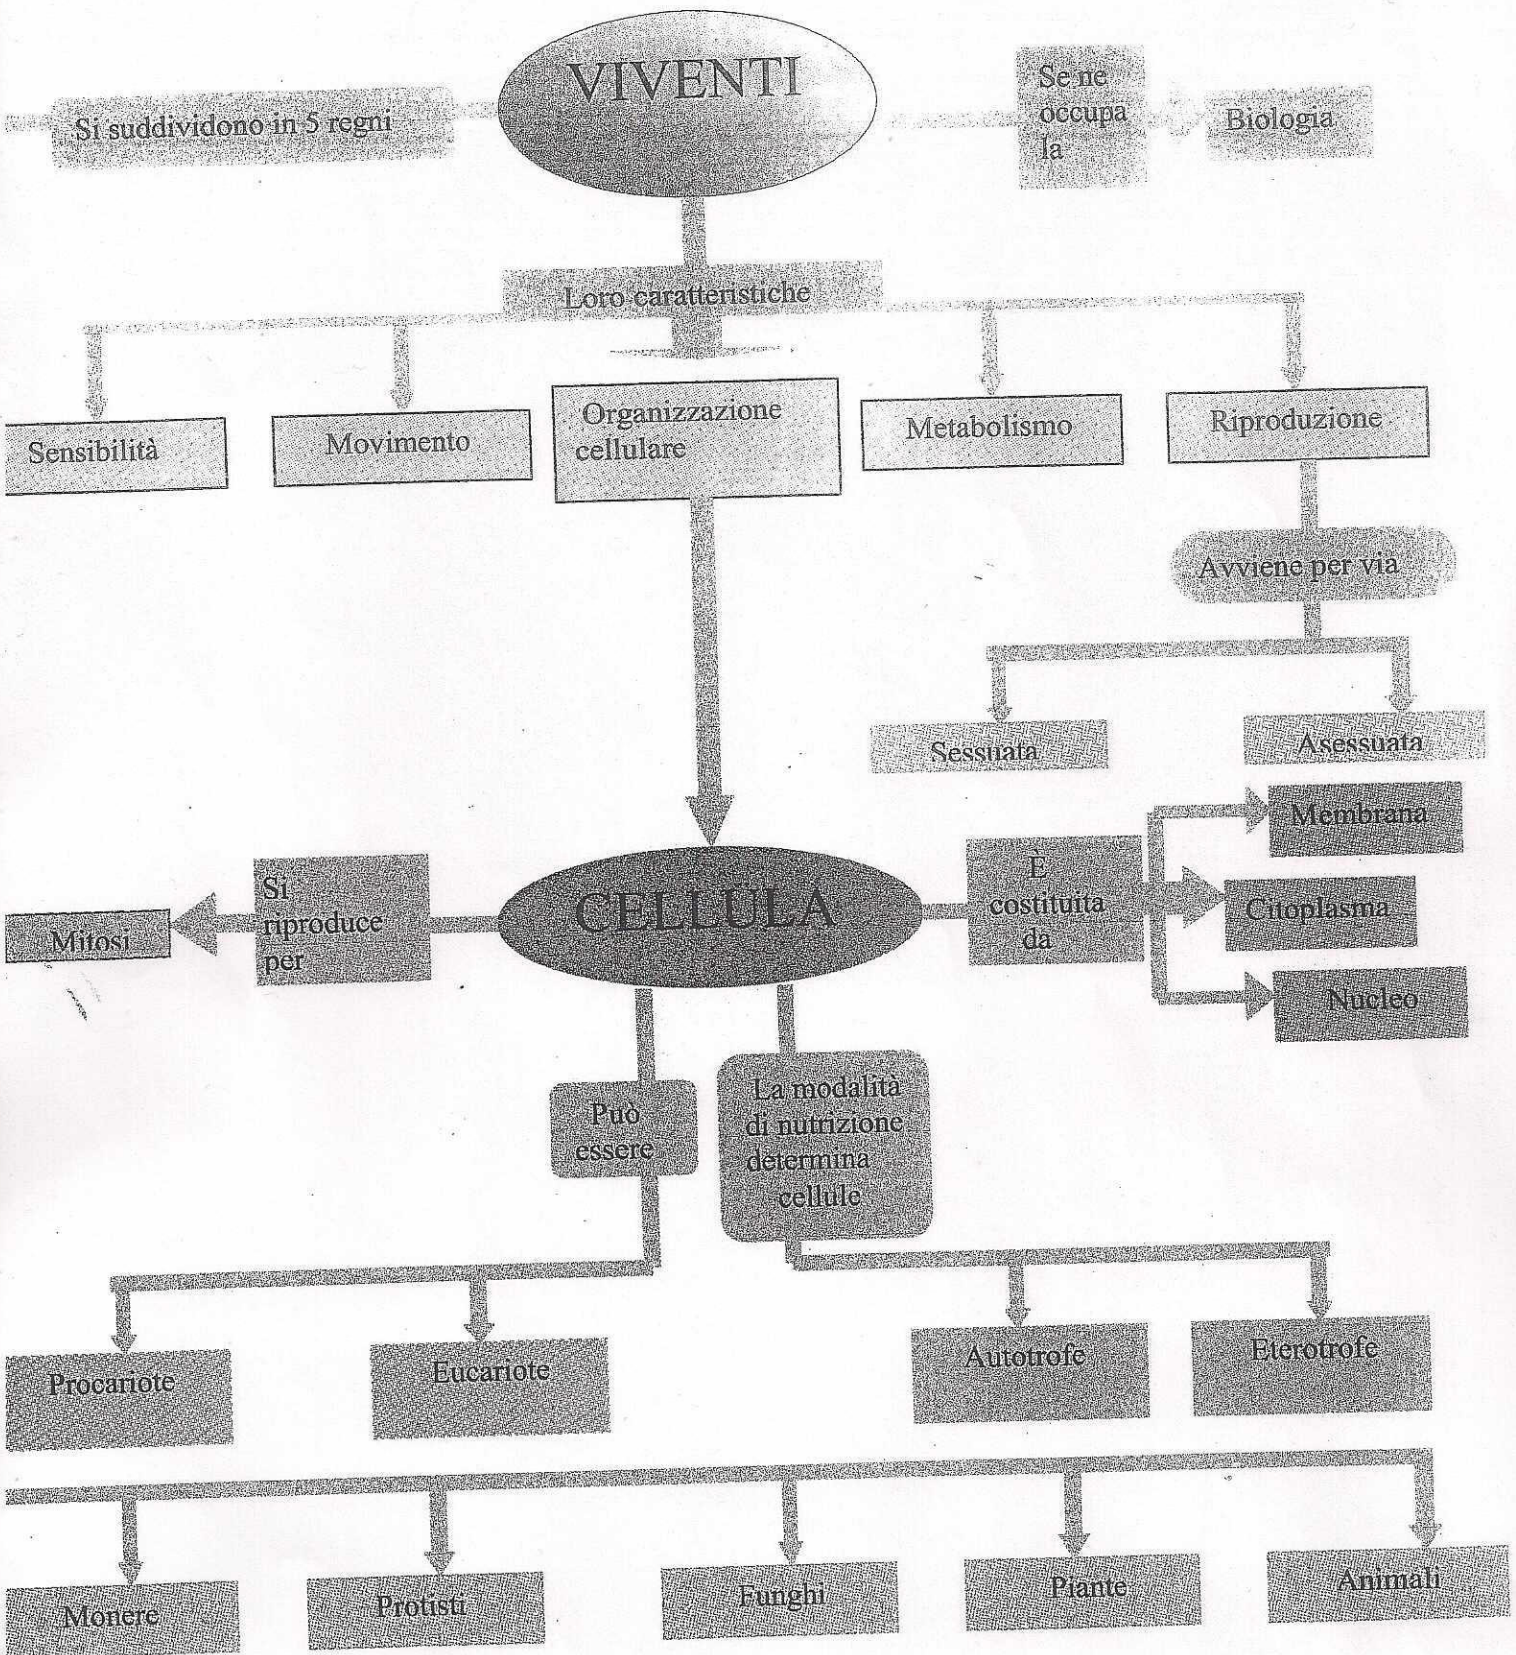 VIVENTI
Si suddividono in 5 regni
Se ne
occupa
la
Biologia
Loro caratteristiche
Sensibilità
Movimento
Organizzazione
cellulare
Metabolismo
Riproduzione
Avviene per via
Sessuata
Asessuata
CELLULA
Si
riproduce
per
Mitosi
È
costituita
da
Membrana
Citoplasma
Nucleo
Può
essere
La modalità
di nutrizione
determina
cellule
Procariote
Eucariote
Autotrofe
Eterotrofe
Monere
Protisti
Funghi
Piante
Animali